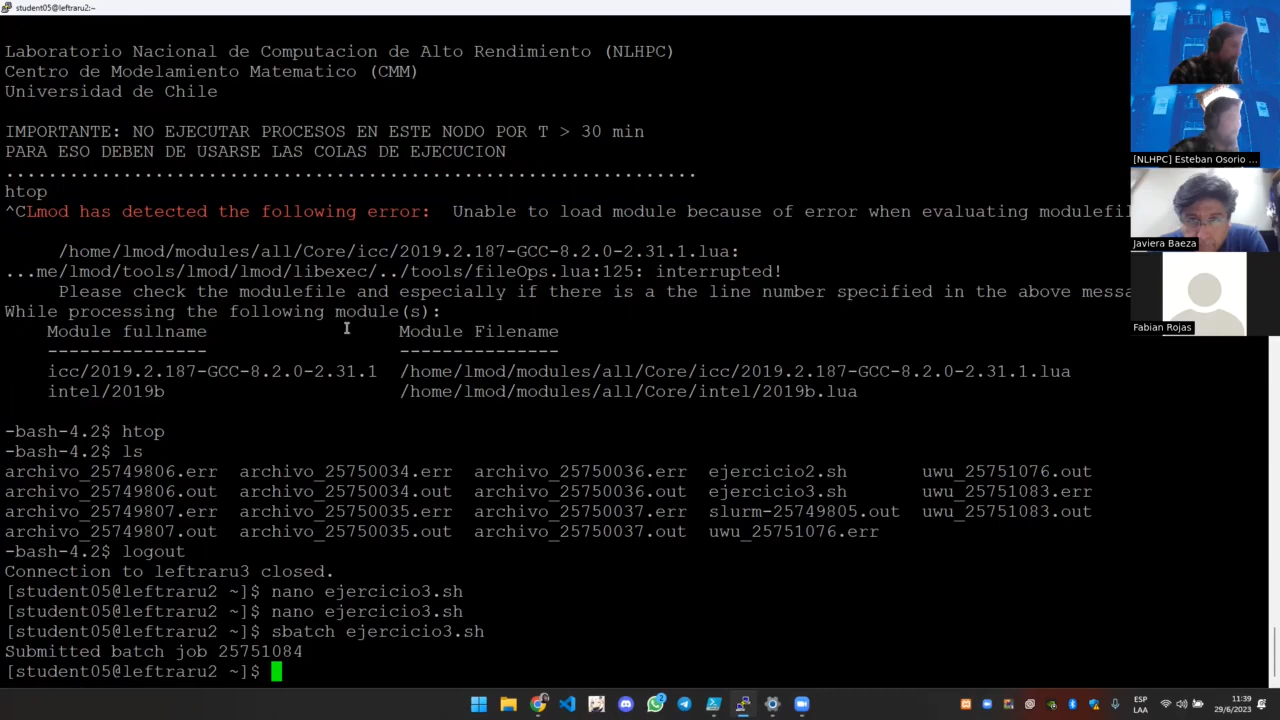 student05@leftraru2:~
Laboratorio Nacional de Computacion de Alto Rendimiento (NLHPC)
Centro de Modelamiento Matematico (CMM)
Universidad de Chile
IMPORTANTE: NO EJECUTAR PROCESOS EN ESTE NODO POR T > 30 min
PARA ESO DEBEN DE USARSE LAS COLAS DE EJECUCION
.................................................................
htop
^CLmod has detected the following error:  Unable to load module because of error when evaluating modulefil
/home/lmod/modules/all/Core/icc/2019.2.187-GCC-8.2.0-2.31.1.lua:
...me/lmod/tools/lmod/lmod/libexec/../tools/fileOps.lua:125: interrupted!
Please check the modulefile and especially if there is a the line number specified in the above messa
While processing the following module(s):
Module fullname                  Module Filename
---------------                  ---------------
icc/2019.2.187-GCC-8.2.0-2.31.1  /home/lmod/modules/all/Core/icc/2019.2.187-GCC-8.2.0-2.31.1.lua
intel/2019b                      /home/lmod/modules/all/Core/intel/2019b.lua
-bash-4.2$ htop
-bash-4.2$ ls
archivo_25749806.err  archivo_25750034.err  archivo_25750036.err  ejercicio2.sh       uwu_25751076.out
archivo_25749806.out  archivo_25750034.out  archivo_25750036.out  ejercicio3.sh       uwu_25751083.err
archivo_25749807.err  archivo_25750035.err  archivo_25750037.err  slurm-25749805.out  uwu_25751083.out
archivo_25749807.out  archivo_25750035.out  archivo_25750037.out  uwu_25751076.err
-bash-4.2$ logout
Connection to leftraru3 closed.
[student05@leftraru2 ~]$ nano ejercicio3.sh
[student05@leftraru2 ~]$ nano ejercicio3.sh
[student05@leftraru2 ~]$ sbatch ejercicio3.sh
Submitted batch job 25751084
[student05@leftraru2 ~]$
[NLHPC] Esteban Osorio ...
Javiera Baeza
Fabian Rojas
2
ESP
LAA
11:39
29/6/2023